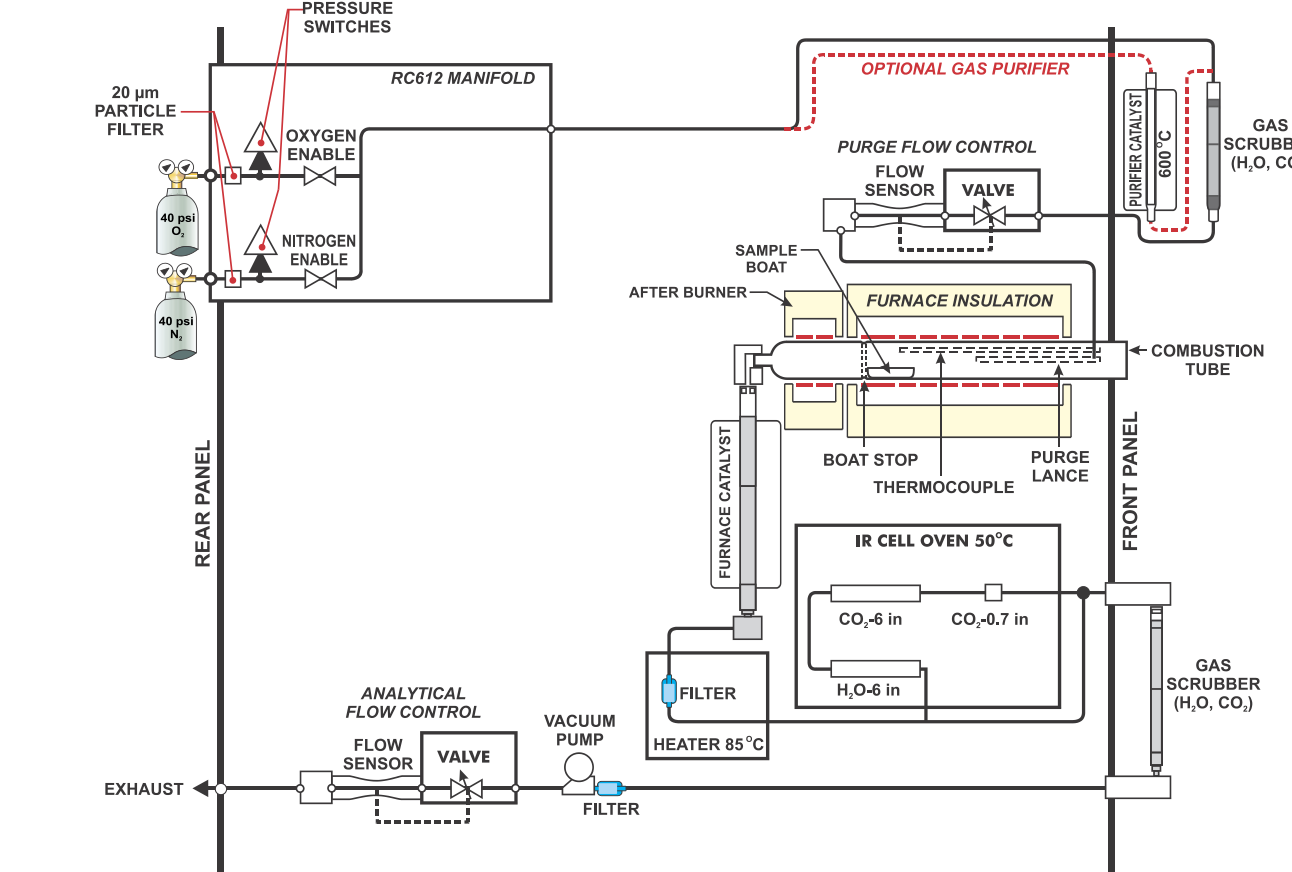 PRESSURE
SWITCHES
RC612 MANIFOLD
20 µm
PARTICLE
FILTER
OXYGEN
ENABLE
40 psi
O₂
NITROGEN
ENABLE
40 psi
N₂
OPTIONAL GAS PURIFIER
PURIFIER CATALYST
600 °C
GAS
SCRUBB
(H₂O, CO
PURGE FLOW CONTROL
FLOW
SENSOR
VALVE
SAMPLE
BOAT
AFTER BURNER
FURNACE INSULATION
COMBUSTION
TUBE
BOAT STOP
THERMOCOUPLE
PURGE
LANCE
REAR PANEL
FURNACE CATALYST
FRONT PANEL
IR CELL OVEN 50°C
CO₂-6 in
CO₂-0.7 in
H₂O-6 in
GAS
SCRUBBER
(H₂O, CO₂)
FILTER
HEATER 85°C
ANALYTICAL
FLOW CONTROL
FLOW
SENSOR
VALVE
VACUUM
PUMP
FILTER
EXHAUST